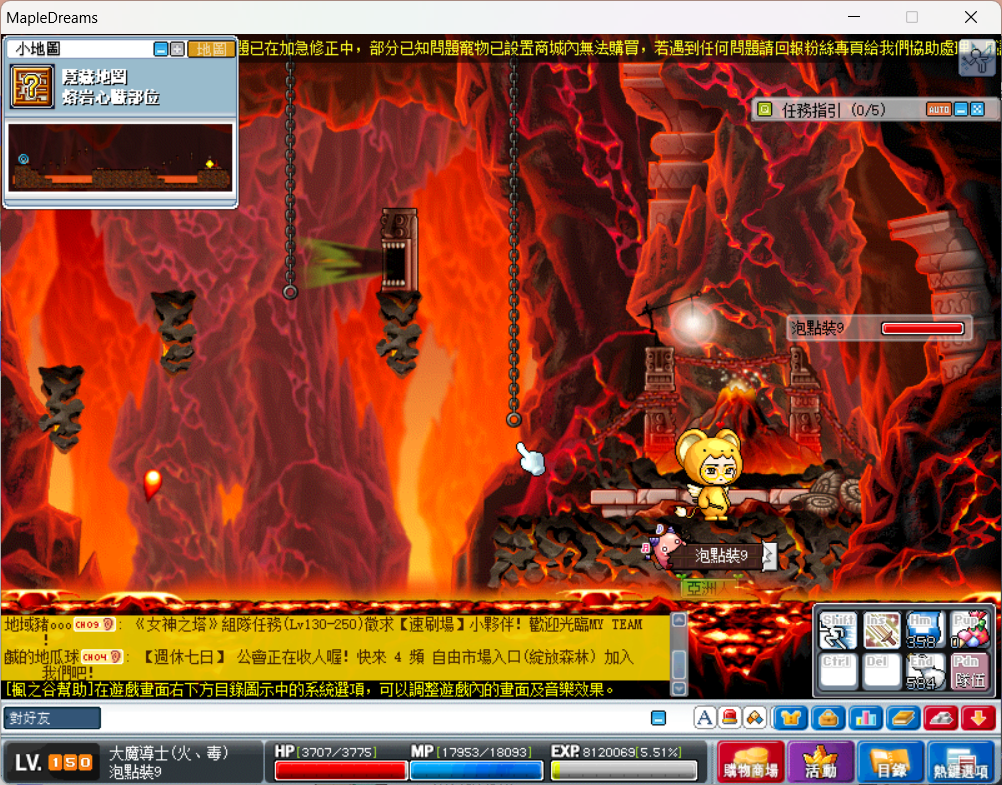 MapleDreams
小地圖
地圖
題已在加急修正中，部分已知問題寵物已設置商城內無法購買，若遇到任何問題請回報粉絲專頁給我們協助處理
隱藏地圖
熔岩心臟部位
任務指引 (0/5)
AUTO
泡點裝9
泡點裝9
亞洲人
地域豬ooo CH09 : 《女神之塔》組隊任務(Lv130-250)徵求【速刷場】小夥伴! 歡迎光臨MY TEAM
!
鹹的地瓜球 CH04 : 【週休七日】 公會正在收人喔! 快來 4 頻 自由市場入口(綻放森林) 加入
我們吧!
[楓之谷幫助]在遊戲畫面右下方目錄圖示中的系統選項，可以調整遊戲內的畫面及音樂效果。
Shift Ins Hm Pup
358 0
Ctrl Del End Pdn
584 隊伍
對好友
A
LV. 150
大魔導士(火、毒)
泡點裝9
HP[3707/3775] MP[17953/18093] EXP.8120069[5.51%]
購物商場 活動 目錄 熱鍵選項